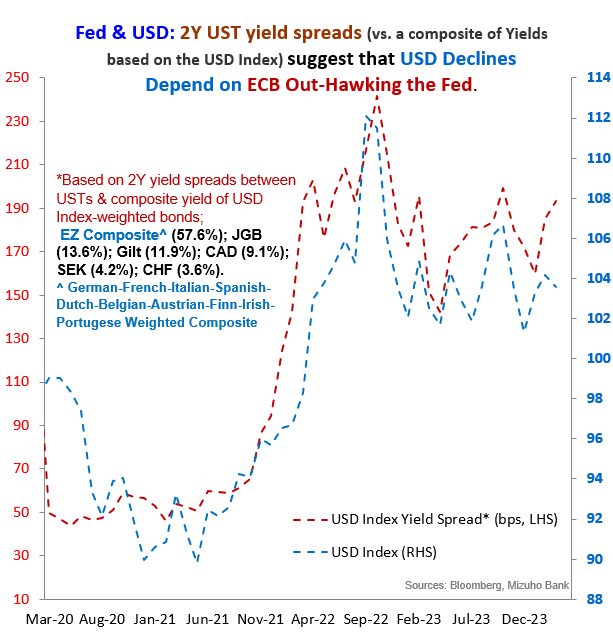 Fed & USD: 2Y UST yield spreads (vs. a composite of Yields
based on the USD Index) suggest that USD Declines
Depend on ECB Out-Hawking the Fed.
250
230
210
190
170
150
130
110
90
70
50
30
10
114
112
110
108
106
104
102
100
98
96
94
92
90
88
*Based on 2Y yield spreads between
USTs & composite yield of USD
Index-weighted bonds;
EZ Composite^ (57.6%); JGB
(13.6%); Gilt (11.9%); CAD (9.1%);
SEK (4.2%); CHF (3.6%).
^ German-French-Italian-Spanish-
Dutch-Belgian-Austrian-Finn-Irish-
Portugese Weighted Composite
USD Index Yield Spread* (bps, LHS)
USD Index (RHS)
Sources: Bloomberg, Mizuho Bank
Mar-20 Aug-20 Jan-21 Jun-21 Nov-21 Apr-22 Sep-22 Feb-23 Jul-23 Dec-23